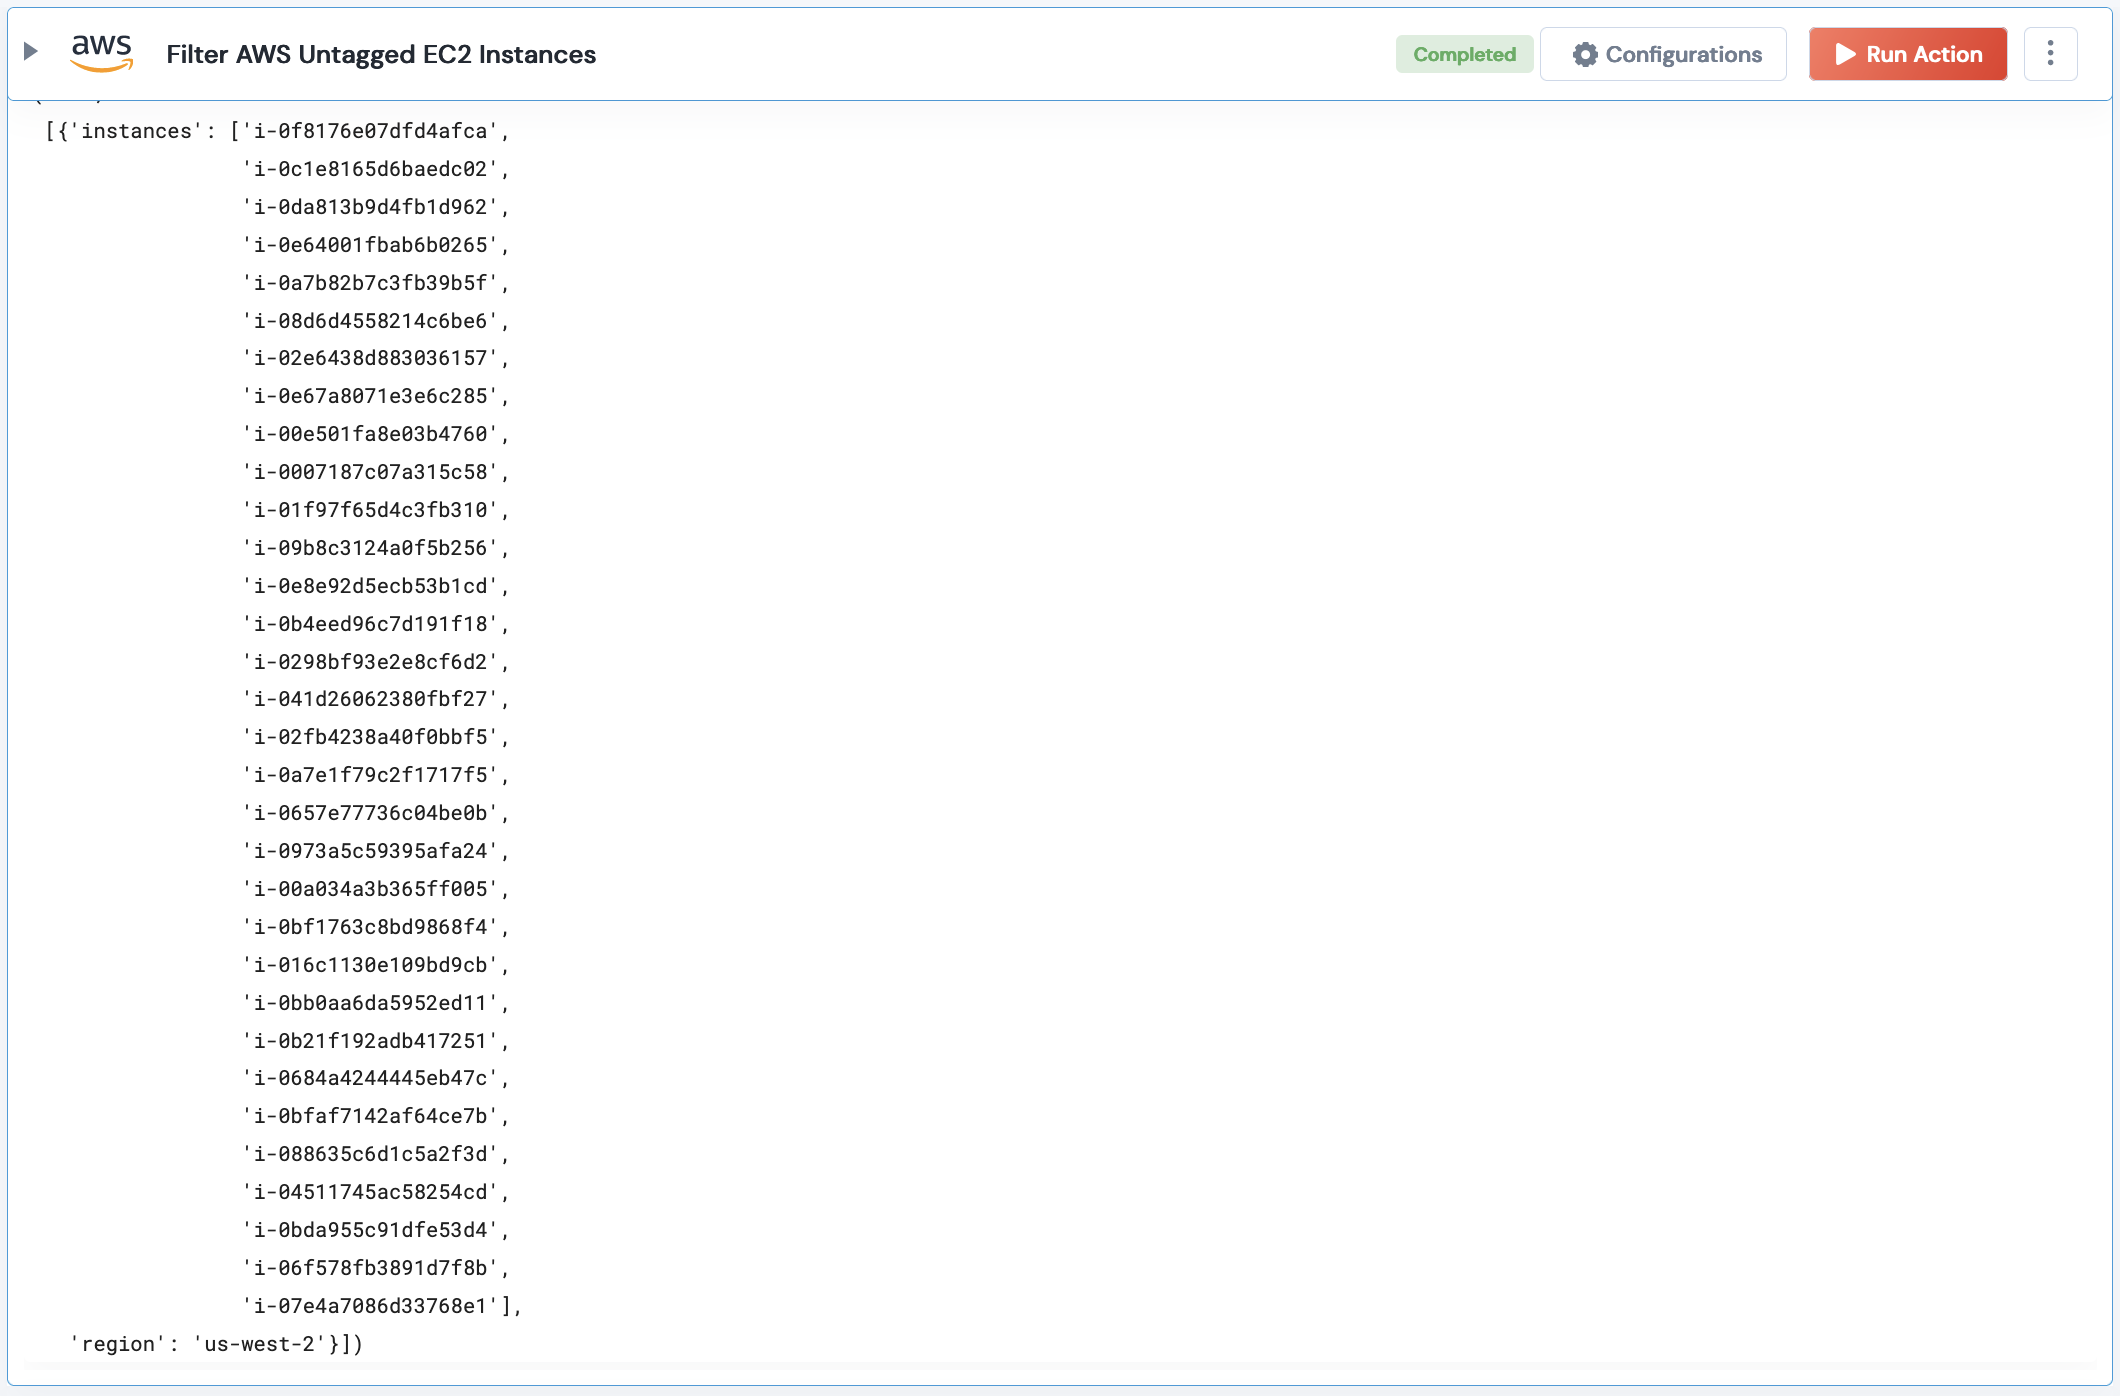 aws Filter AWS Untagged EC2 Instances Completed Configurations Run Action
[{'instances': ['i-0f8176e07dfd4afca',
'i-0c1e8165d6baedc02',
'i-0da813b9d4fb1d962',
'i-0e64001fbab6b0265',
'i-0a7b82b7c3fb39b5f',
'i-08d6d4558214c6be6',
'i-02e6438d883036157',
'i-0e67a8071e3e6c285',
'i-00e501fa8e03b4760',
'i-0007187c07a315c58',
'i-01f97f65d4c3fb310',
'i-09b8c3124a0f5b256',
'i-0e8e92d5ecb53b1cd',
'i-0b4eed96c7d191f18',
'i-0298bf93e2e8cf6d2',
'i-041d26062380fbf27',
'i-02fb4238a40f0bbf5',
'i-0a7e1f79c2f1717f5',
'i-0657e77736c04be0b',
'i-0973a5c59395afa24',
'i-00a034a3b365ff005',
'i-0bf1763c8bd9868f4',
'i-016c1130e109bd9cb',
'i-0bb0aa6da5952ed11',
'i-0b21f192adb417251',
'i-0684a4244445eb47c',
'i-0bfaf7142af64ce7b',
'i-088635c6d1c5a2f3d',
'i-04511745ac58254cd',
'i-0bda955c91dfe53d4',
'i-06f578fb3891d7f8b',
'i-07e4a7086d33768e1'],
'region': 'us-west-2'}])